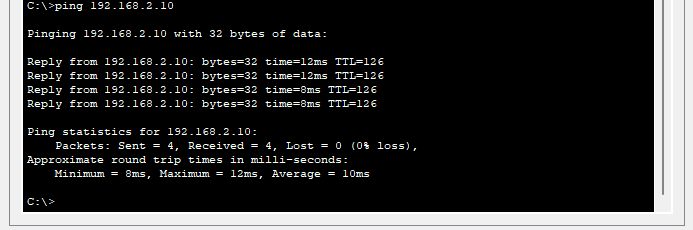 C:\>ping 192.168.2.10
Pinging 192.168.2.10 with 32 bytes of data:
Reply from 192.168.2.10: bytes=32 time=12ms TTL=126
Reply from 192.168.2.10: bytes=32 time=12ms TTL=126
Reply from 192.168.2.10: bytes=32 time=8ms TTL=126
Reply from 192.168.2.10: bytes=32 time=8ms TTL=126
Ping statistics for 192.168.2.10:
    Packets: Sent = 4, Received = 4, Lost = 0 (0% loss),
Approximate round trip times in milli-seconds:
    Minimum = 8ms, Maximum = 12ms, Average = 10ms
C:\>